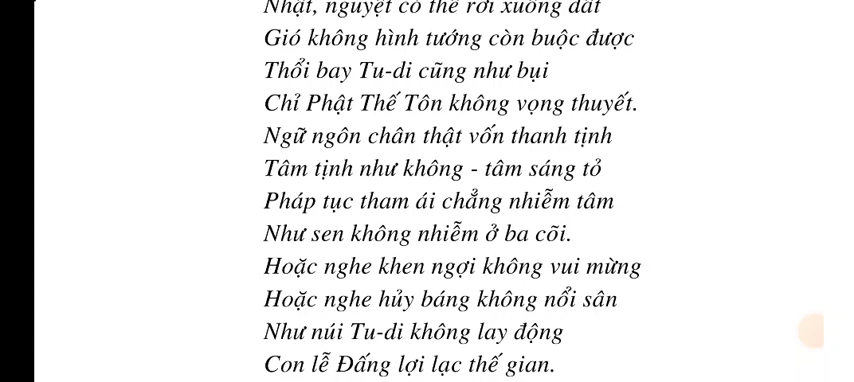 Nhật, nguyệt có thể rơi xuống đất
Gió không hình tướng còn buộc được
Thổi bay Tu-di cũng như bụi
Chỉ Phật Thế Tôn không vọng thuyết.
Ngữ ngôn chân thật vốn thanh tịnh
Tâm tịnh như không - tâm sáng tỏ
Pháp tục tham ái chẳng nhiễm tâm
Như sen không nhiễm ở ba cõi.
Hoặc nghe khen ngợi không vui mừng
Hoặc nghe hủy báng không nổi sân
Như núi Tu-di không lay động
Con lễ Đấng lợi lạc thế gian.